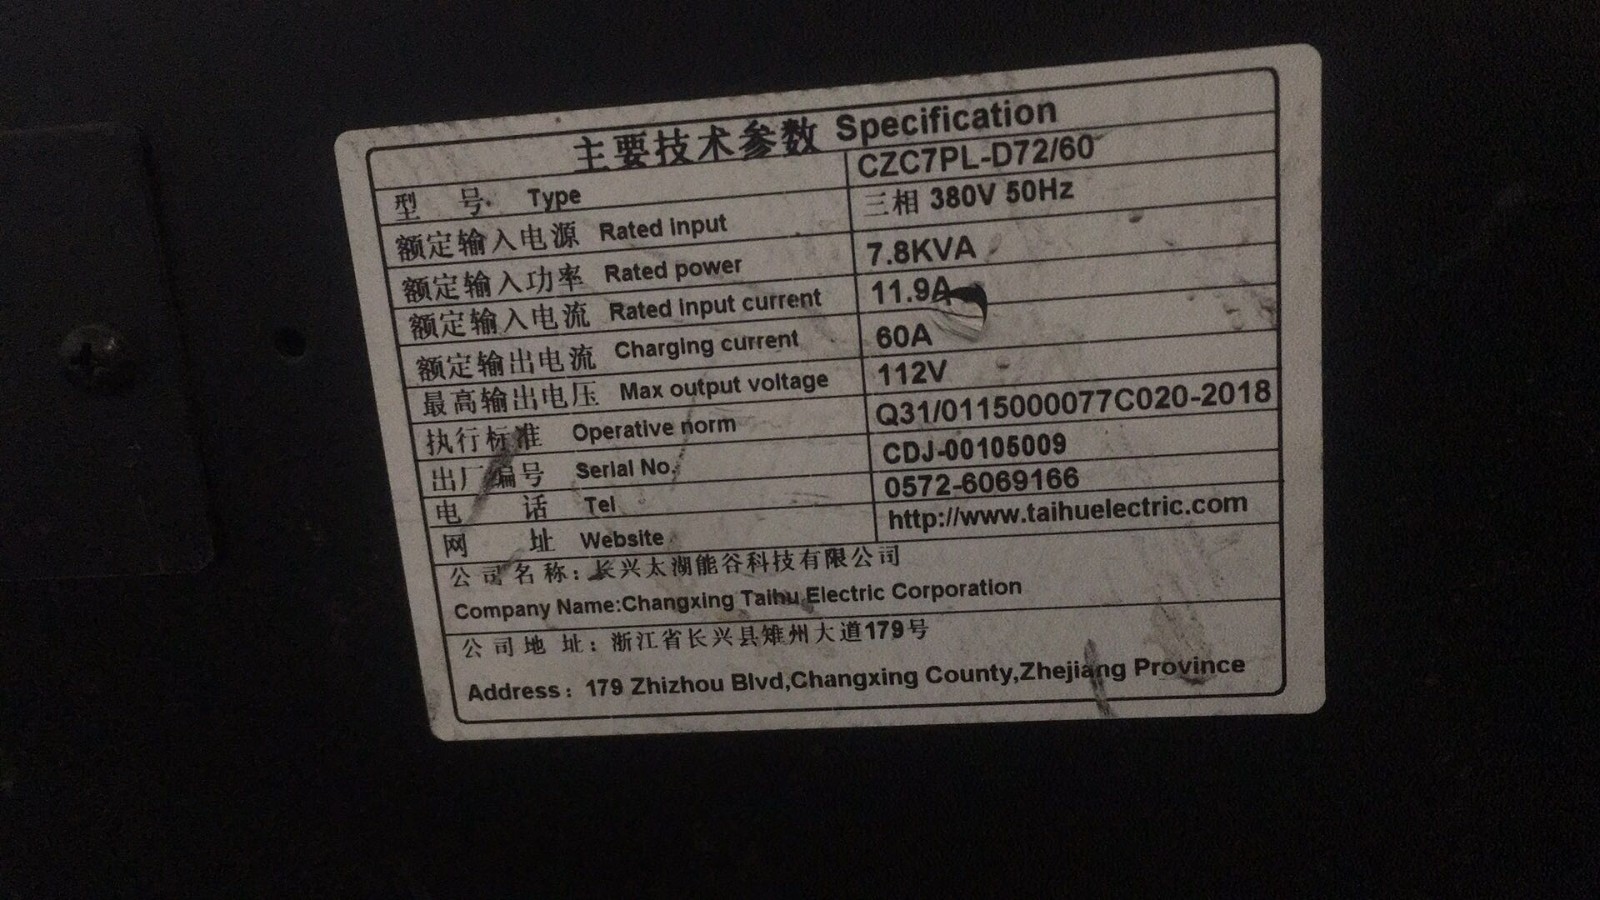 主要技术参数 Specification
型 号 Type CZC7PL-D72/60
额定输入电源 Rated input 三相 380V 50Hz
额定输入功率 Rated power 7.8KVA
额定输入电流 Rated input current 11.9A
额定输出电流 Charging current 60A
最高输出电压 Max output voltage 112V
执行标准 Operative norm Q31/0115000077C020-2018
出厂编号 Serial No. CDJ-00105009
电 话 Tel 0572-6069166
网 址 Website http://www.taihuelectric.com
公司名称：长兴太湖能谷科技有限公司
Company Name:Changxing Taihu Electric Corporation
公司地址：浙江省长兴县雉州大道179号
Address：179 Zhizhou Blvd,Changxing County,Zhejiang Province